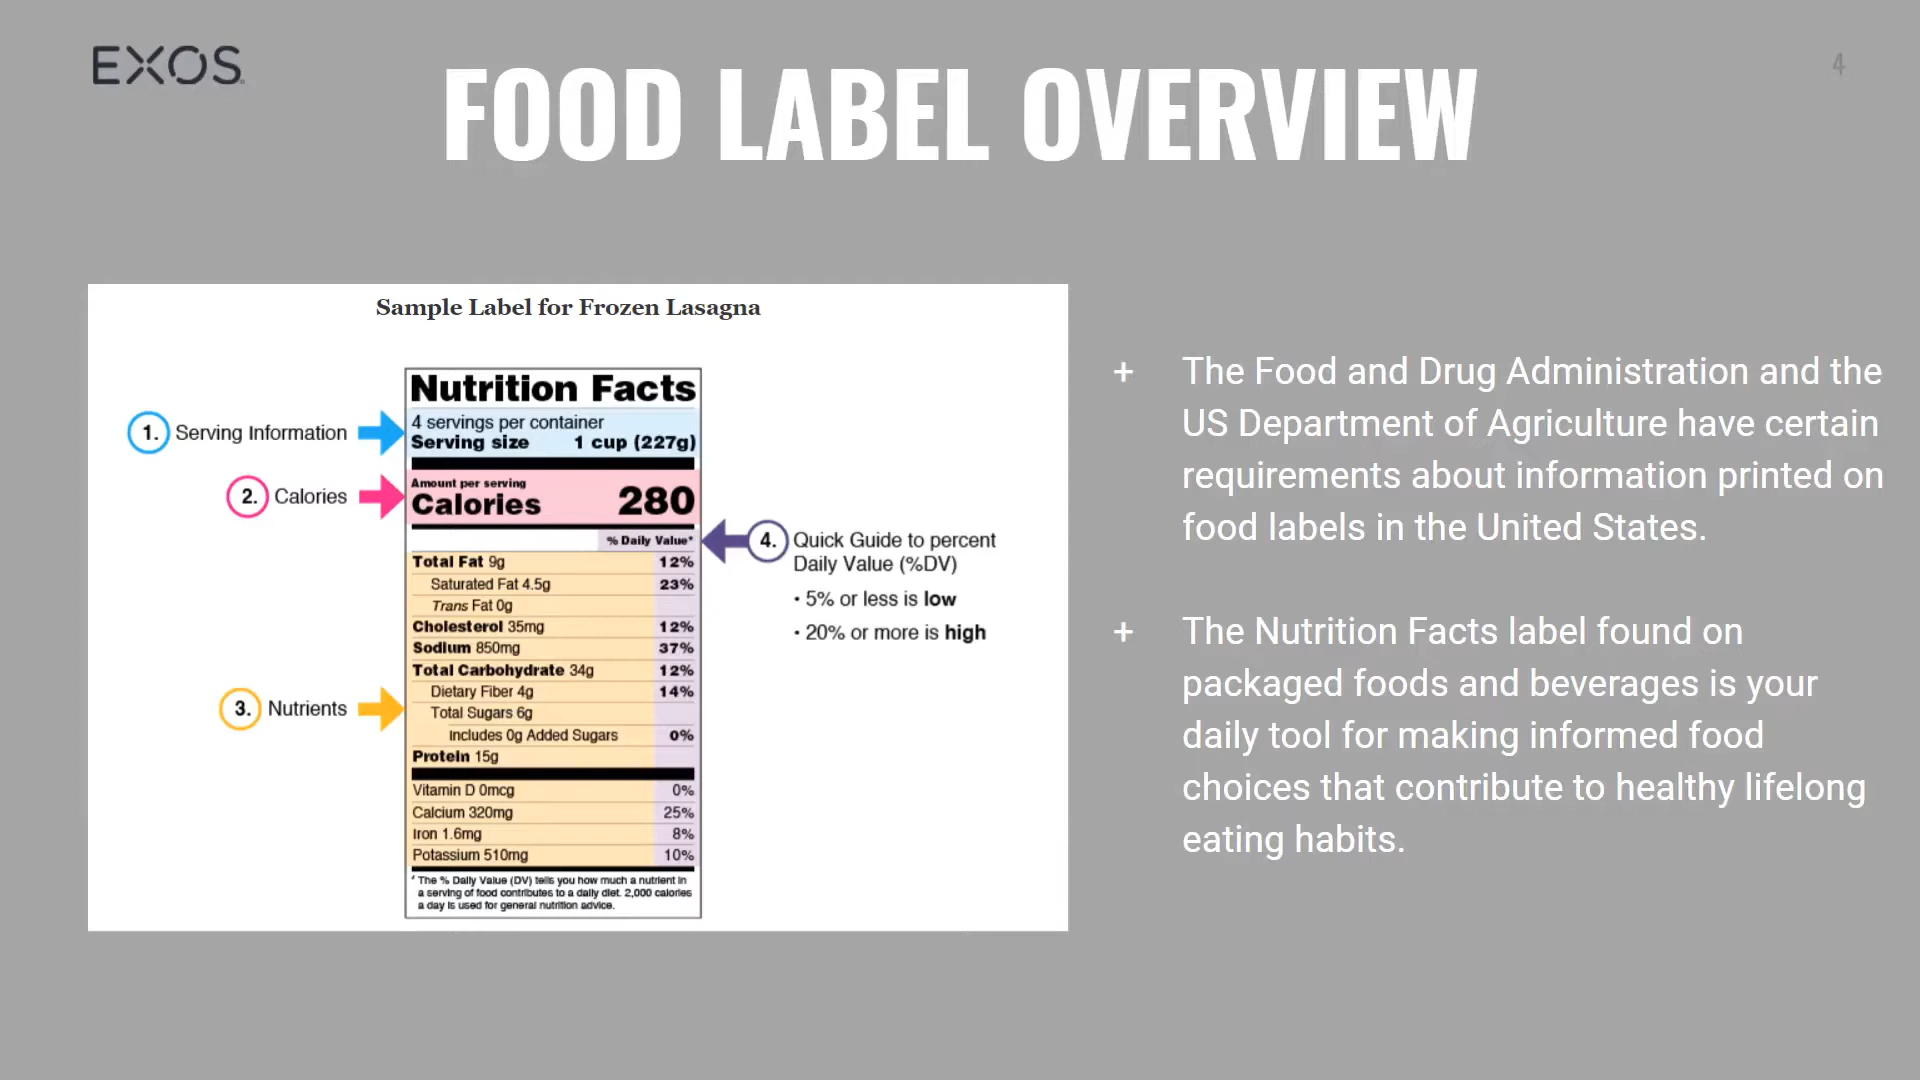 EXOS
4
FOOD LABEL OVERVIEW
Sample Label for Frozen Lasagna
1. Serving Information
2. Calories
3. Nutrients
Nutrition Facts
4 servings per container
Serving size 1 cup (227g)
Amount per serving
Calories 280
% Daily Value*
Total Fat 9g 12%
Saturated Fat 4.5g 23%
Trans Fat 0g
Cholesterol 35mg 12%
Sodium 850mg 37%
Total Carbohydrate 34g 12%
Dietary Fiber 4g 14%
Total Sugars 6g
Includes 0g Added Sugars 0%
Protein 15g
Vitamin D 0mcg 0%
Calcium 320mg 25%
Iron 1.6mg 8%
Potassium 510mg 10%
* The % Daily Value (DV) tells you how much a nutrient in
a serving of food contributes to a daily diet. 2,000 calories
a day is used for general nutrition advice.
4. Quick Guide to percent
Daily Value (%DV)
• 5% or less is low
• 20% or more is high
+ The Food and Drug Administration and the
US Department of Agriculture have certain
requirements about information printed on
food labels in the United States.
+ The Nutrition Facts label found on
packaged foods and beverages is your
daily tool for making informed food
choices that contribute to healthy lifelong
eating habits.